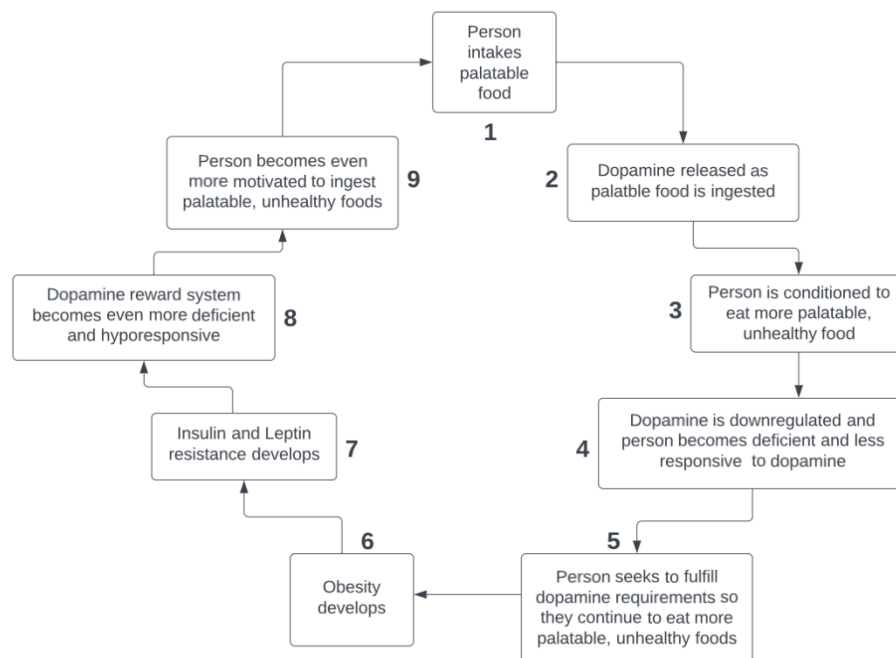 Person
intakes
palatable
food
1
Dopamine released as
palatble food is ingested
2
Person is conditioned to
eat more palatable,
unhealthy food
3
Dopamine is downregulated and
person becomes deficient and less
responsive to dopamine
4
Person seeks to fulfill
dopamine requirements so
they continue to eat more
palatable, unhealthy foods
5
Obesity
develops
6
Insulin and Leptin
resistance develops
7
Dopamine reward system
becomes even more deficient
and hyporesponsive
8
Person becomes even
more motivated to ingest
palatable, unhealthy foods
9